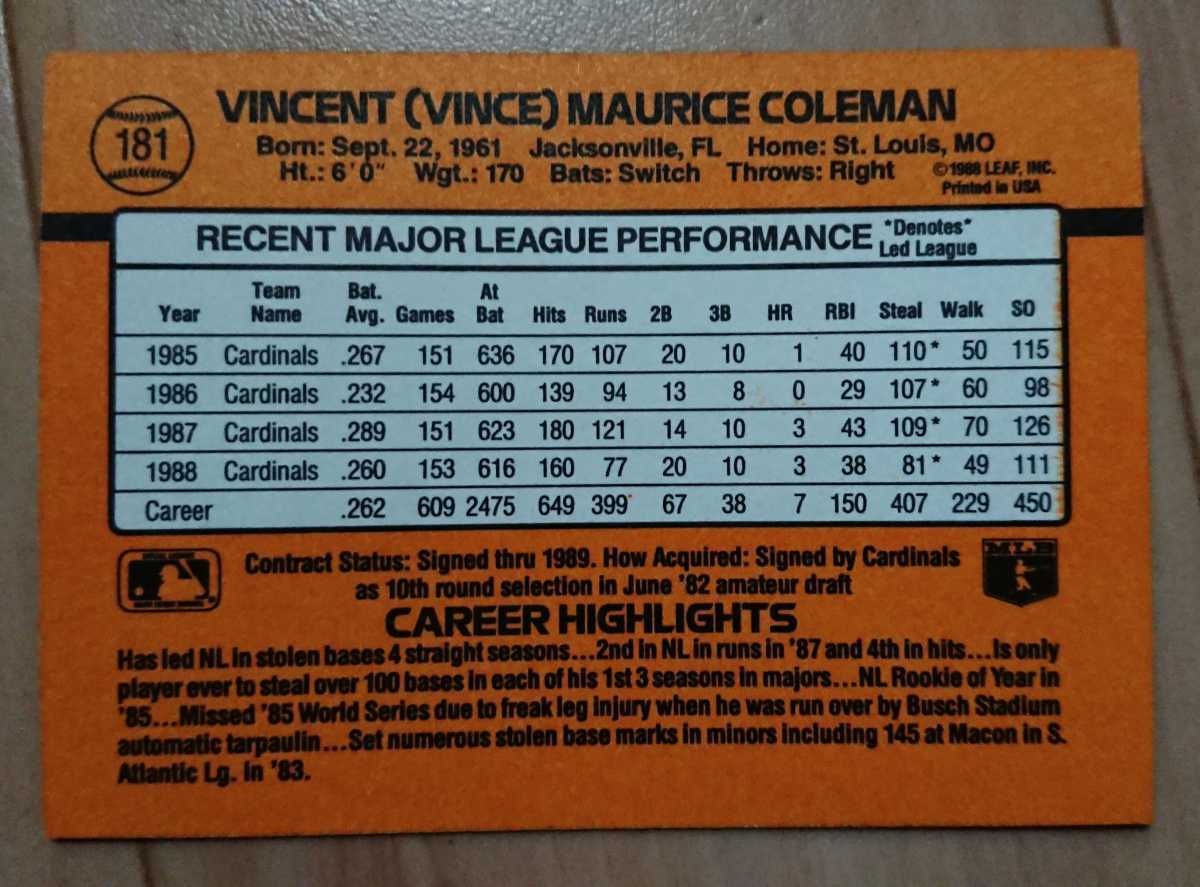 181
VINCENT (VINCE) MAURICE COLEMAN
Born: Sept. 22, 1961 Jacksonville, FL Home: St. Louis, MO
Ht.: 6'0" Wgt.: 170 Bats: Switch Throws: Right
©1988 LEAF, INC.
Printed in USA
RECENT MAJOR LEAGUE PERFORMANCE *Denotes* Led League
Year Team Name Bat. Avg. Games At Bat Hits Runs 2B 3B HR RBI Steal Walk SO
1985 Cardinals .267 151 636 170 107 20 10 1 40 110* 50 115
1986 Cardinals .232 154 600 139 94 13 8 0 29 107* 60 98
1987 Cardinals .289 151 623 180 121 14 10 3 43 109* 70 126
1988 Cardinals .260 153 616 160 77 20 10 3 38 81* 49 111
Career .262 609 2475 649 399 67 38 7 150 407 229 450
Contract Status: Signed thru 1989. How Acquired: Signed by Cardinals
as 10th round selection in June '82 amateur draft
MLB
CAREER HIGHLIGHTS
Has led NL in stolen bases 4 straight seasons...2nd in NL in runs in '87 and 4th in hits...Is only
player ever to steal over 100 bases in each of his 1st 3 seasons in majors...NL Rookie of Year in
'85...Missed '85 World Series due to freak leg injury when he was run over by Busch Stadium
automatic tarpaulin...Set numerous stolen base marks in minors including 145 at Macon in S.
Atlantic Lg. in '83.